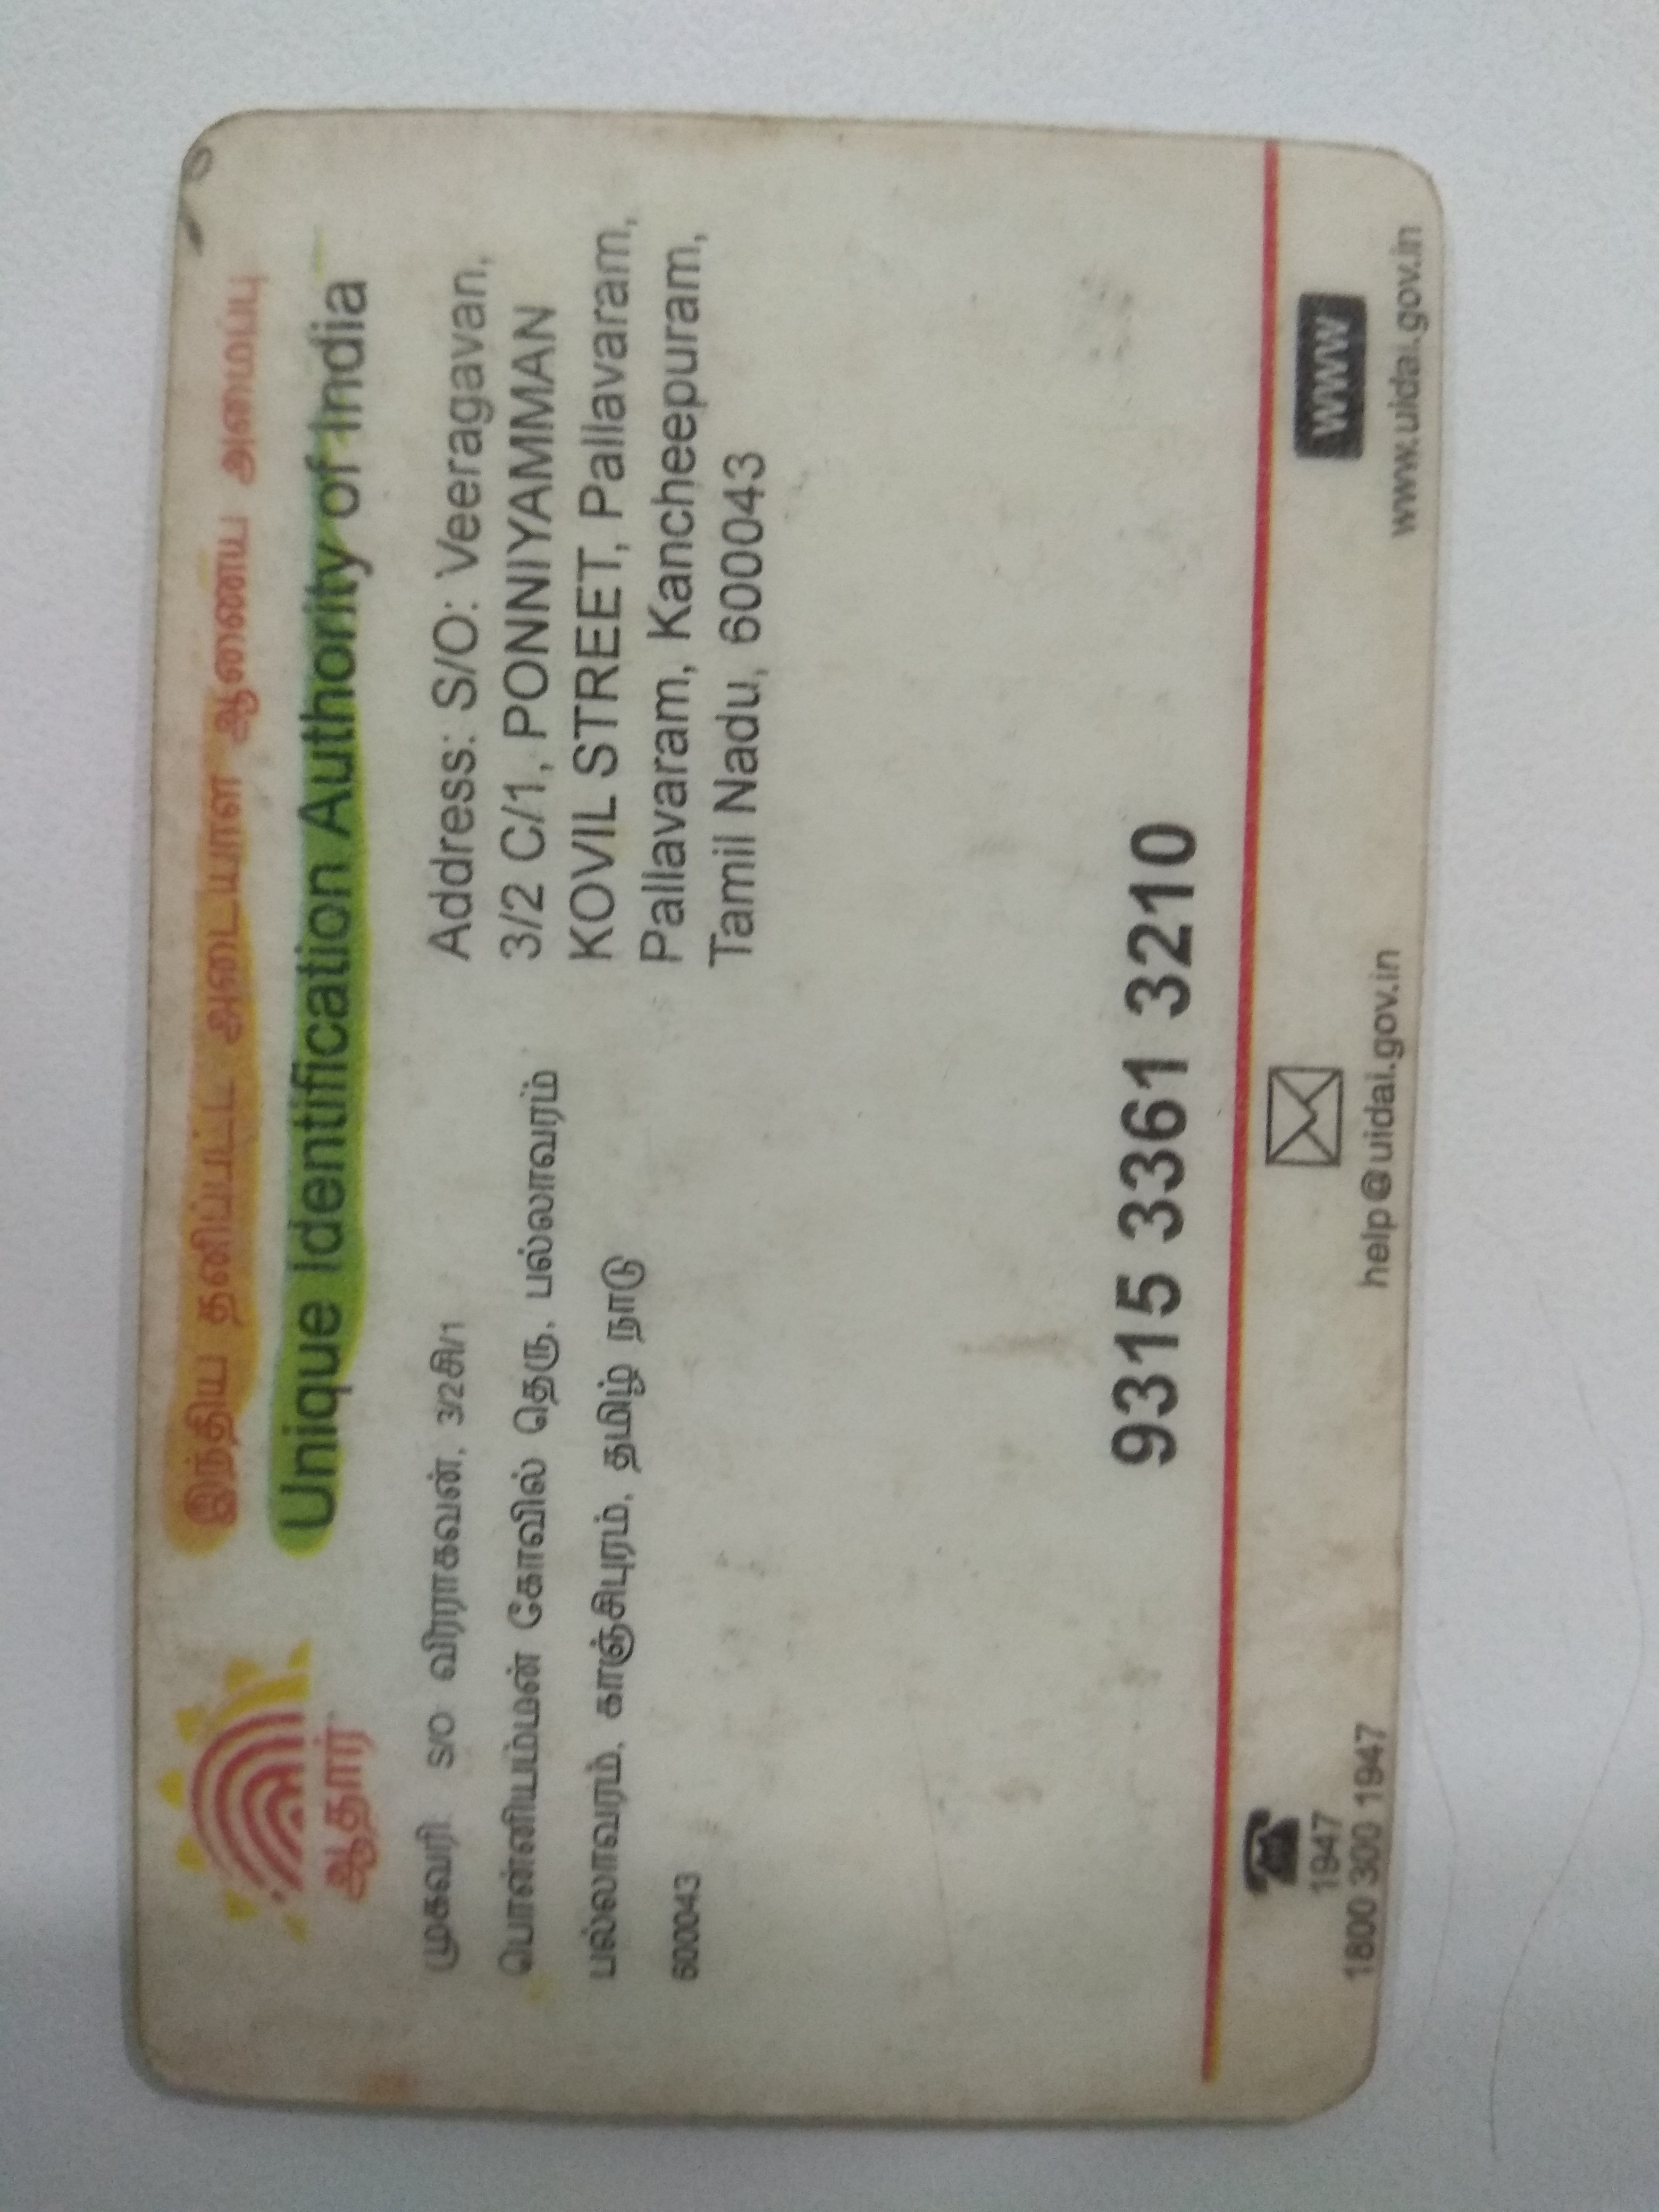 இந்திய தனிப்பட்ட அடையாள ஆணைய அமைப்பு
Unique Identification Authority of India
ஆதார்
முகவரி: S/O வீராகவன், 3/2சி/1
பொன்னியம்மன் கோவில் தெரு, பல்லாவரம்
பல்லாவரம், காஞ்சிபுரம், தமிழ் நாடு
600043
Address: S/O: Veeragavan,
3/2 C/1, PONNIYAMMAN
KOVIL STREET, Pallavaram,
Pallavaram, Kancheepuram,
Tamil Nadu, 600043
9315 3361 3210
1947
1800 300 1947
help@uidai.gov.in
WWW
www.uidai.gov.in